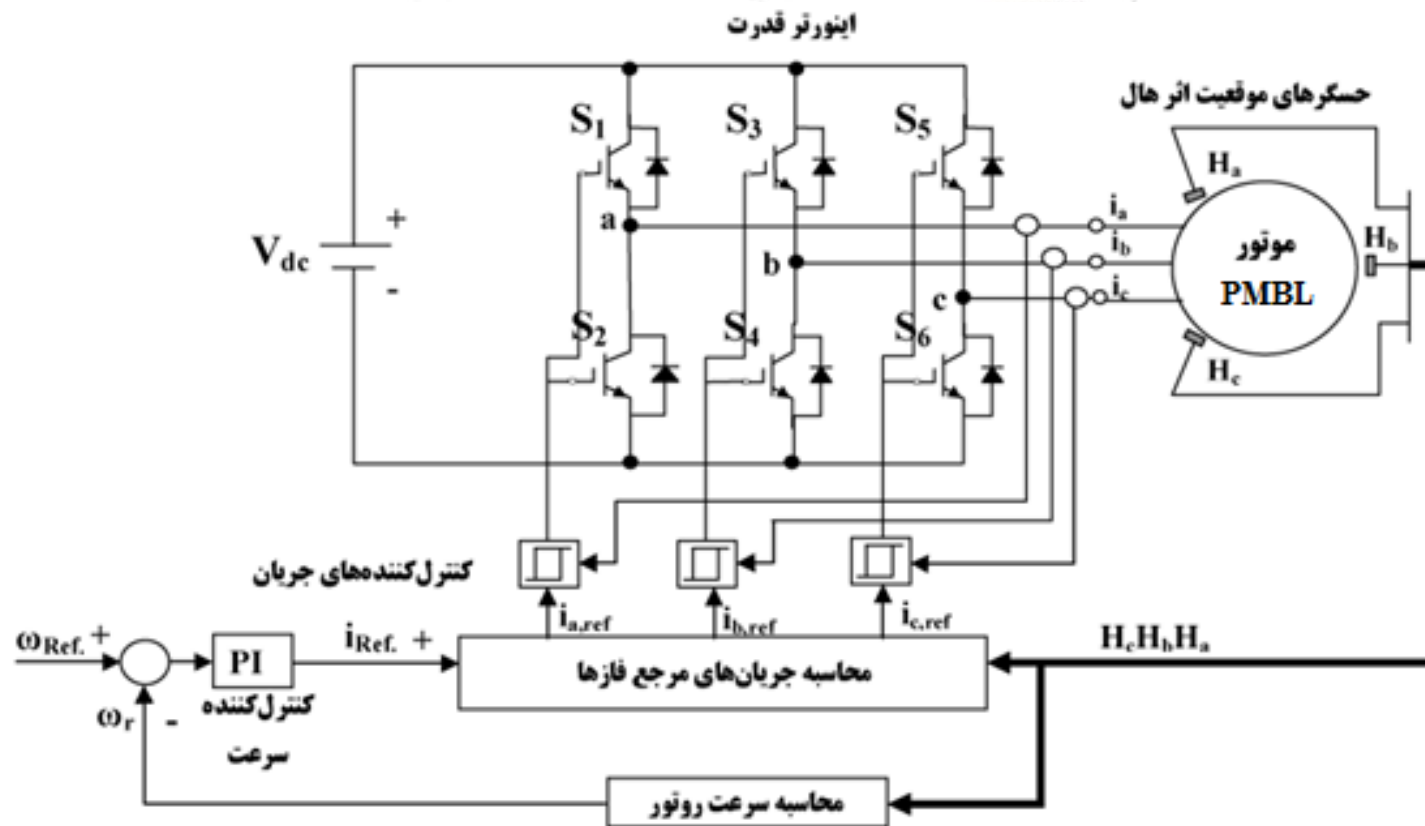 اینورتر قدرت
حسگرهای موقعیت اثر هال
S1
S3
S5
Ha
a
ia
+
Vdc
-
b
ib
موتور
PMBL
Hb
c
ic
S2
S4
S6
Hc
کنترل‌کننده‌های جریان
ia,ref
ib,ref
ic,ref
ωRef. +
PI
iRef. +
محاسبه جریان‌های مرجع فازها
HcHbHa
ωr
-
کنترل‌کننده
سرعت
محاسبه سرعت روتور